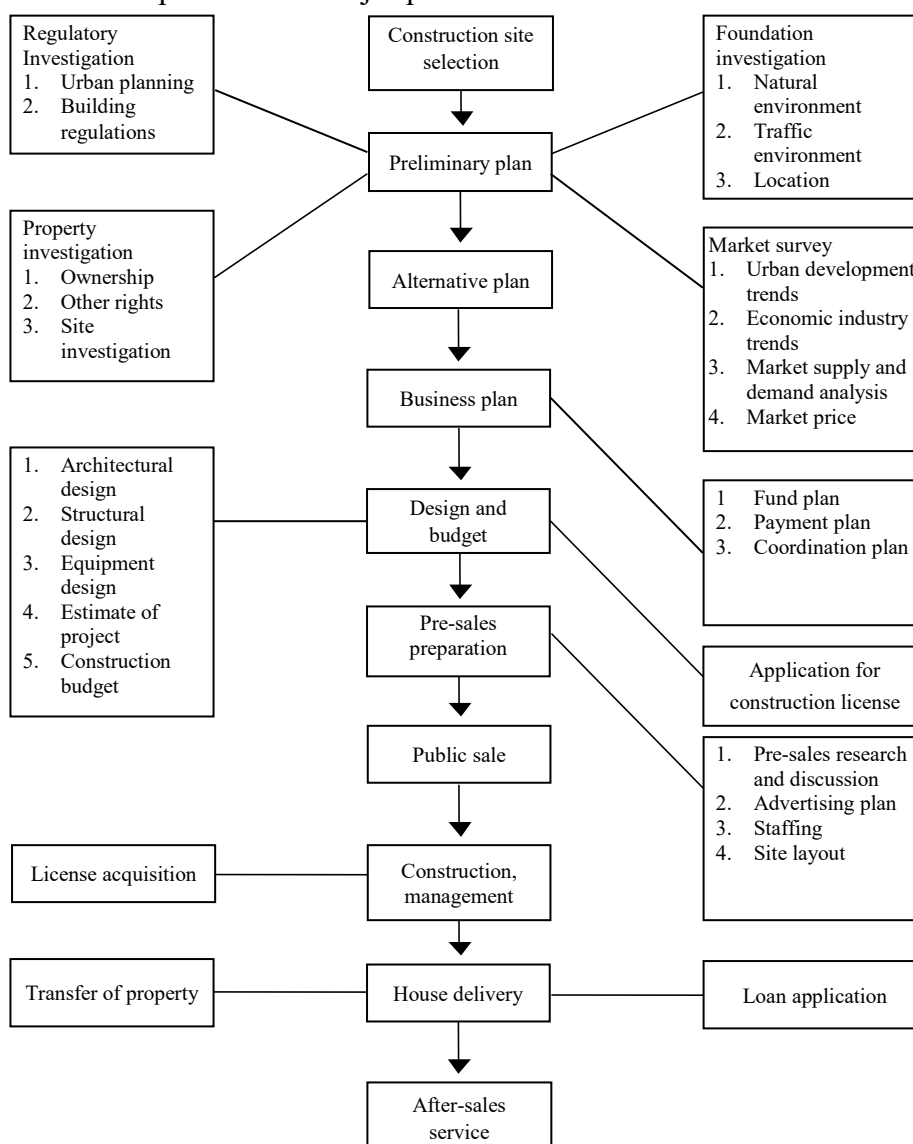 Regulatory
Investigation
1. Urban planning
2. Building
regulations
Construction site
selection
Foundation
investigation
1. Natural
environment
2. Traffic
environment
3. Location
Preliminary plan
Property
investigation
1. Ownership
2. Other rights
3. Site
investigation
Alternative plan
Market survey
1. Urban development
trends
2. Economic industry
trends
3. Market supply and
demand analysis
4. Market price
Business plan
1. Architectural
design
2. Structural
design
3. Equipment
design
4. Estimate of
project
5. Construction
budget
Design and
budget
1 Fund plan
2. Payment plan
3. Coordination plan
Pre-sales
preparation
Application for
construction license
Public sale
1. Pre-sales research
and discussion
2. Advertising plan
3. Staffing
4. Site layout
License acquisition
Construction,
management
Transfer of property
House delivery
Loan application
After-sales
service